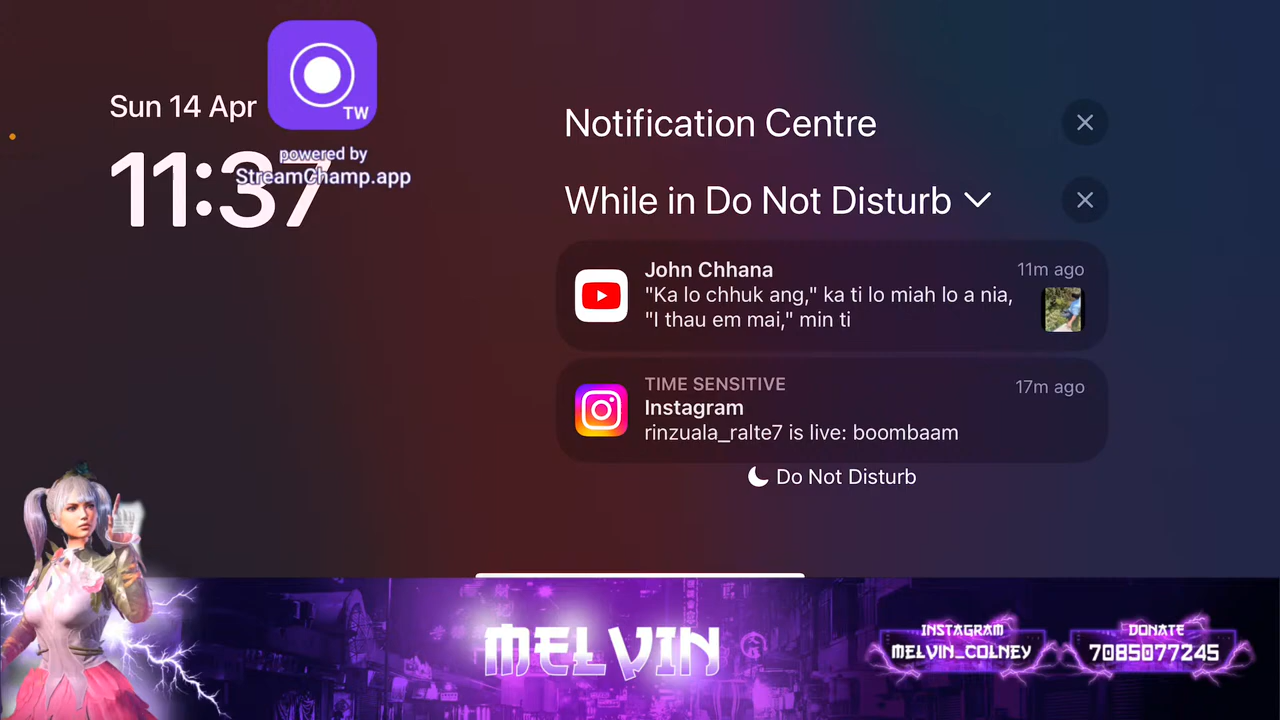 Sun 14 Apr
TW
powered by
StreamChamp.app
11:37
Notification Centre
While in Do Not Disturb
John Chhana
11m ago
"Ka lo chhuk ang," ka ti lo miah lo a nia,
"I thau em mai," min ti
TIME SENSITIVE
17m ago
Instagram
rinzuala_ralte7 is live: boombaam
Do Not Disturb
MELVIN
INSTAGRAM
MELVIN_COLNEY
DONATE
7085077245